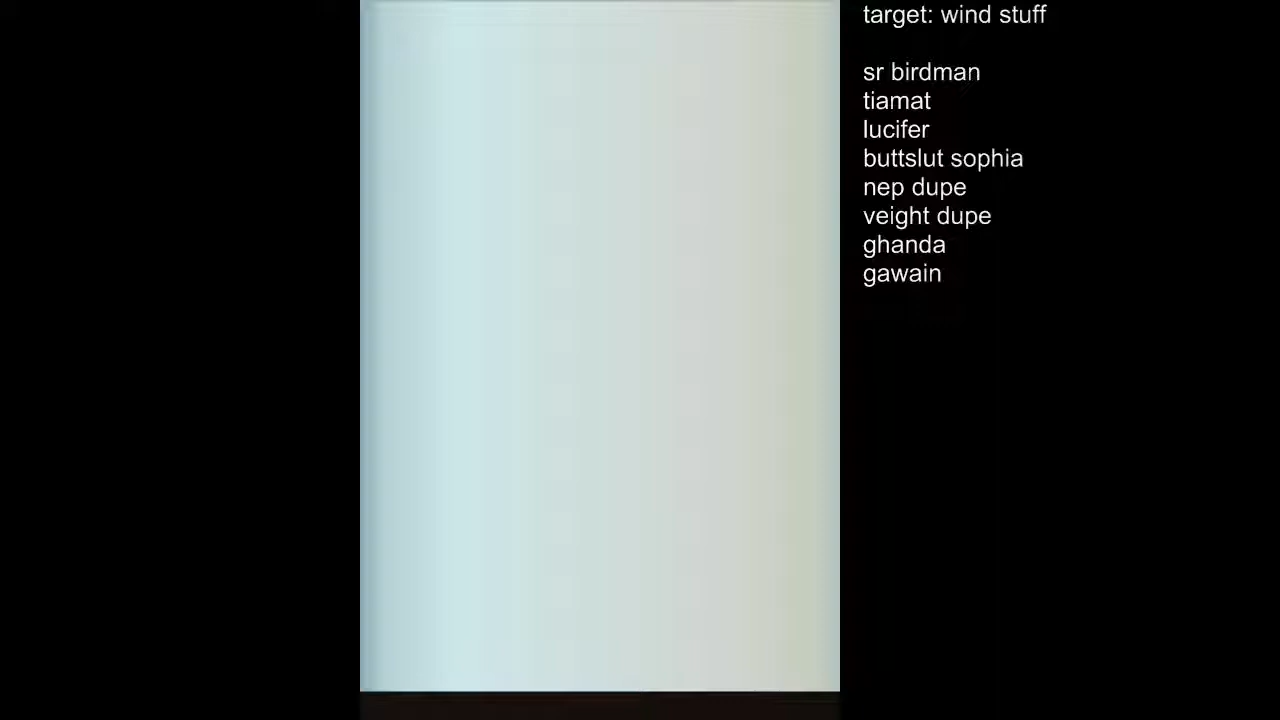 target: wind stuff
sr birdman
tiamat
lucifer
buttslut sophia
nep dupe
veight dupe
ghanda
gawain